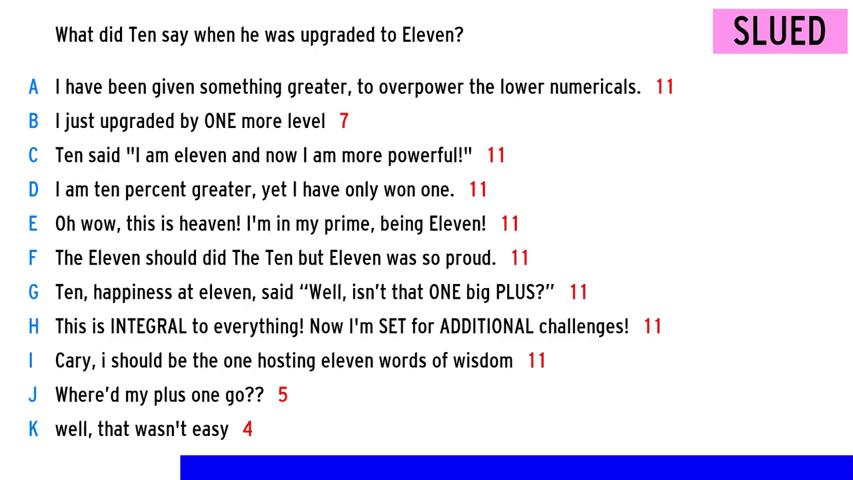 What did Ten say when he was upgraded to Eleven?
SLUED
A I have been given something greater, to overpower the lower numericals. 11
B I just upgraded by ONE more level 7
C Ten said "I am eleven and now I am more powerful!" 11
D I am ten percent greater, yet I have only won one. 11
E Oh wow, this is heaven! I'm in my prime, being Eleven! 11
F The Eleven should did The Ten but Eleven was so proud. 11
G Ten, happiness at eleven, said “Well, isn’t that ONE big PLUS?” 11
H This is INTEGRAL to everything! Now I'm SET for ADDITIONAL challenges! 11
I Cary, i should be the one hosting eleven words of wisdom 11
J Where’d my plus one go?? 5
K well, that wasn't easy 4